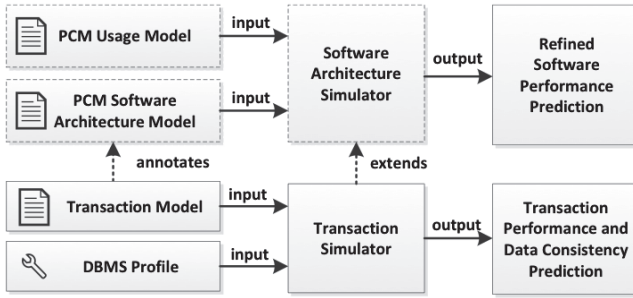 PCM Usage Model
input
Software
Architecture
Simulator
output
Refined
Software
Performance
Prediction
PCM Software
Architecture Model
input
annotates
extends
Transaction Model
input
Transaction
Simulator
output
Transaction
Performance and
Data Consistency
Prediction
DBMS Profile
input